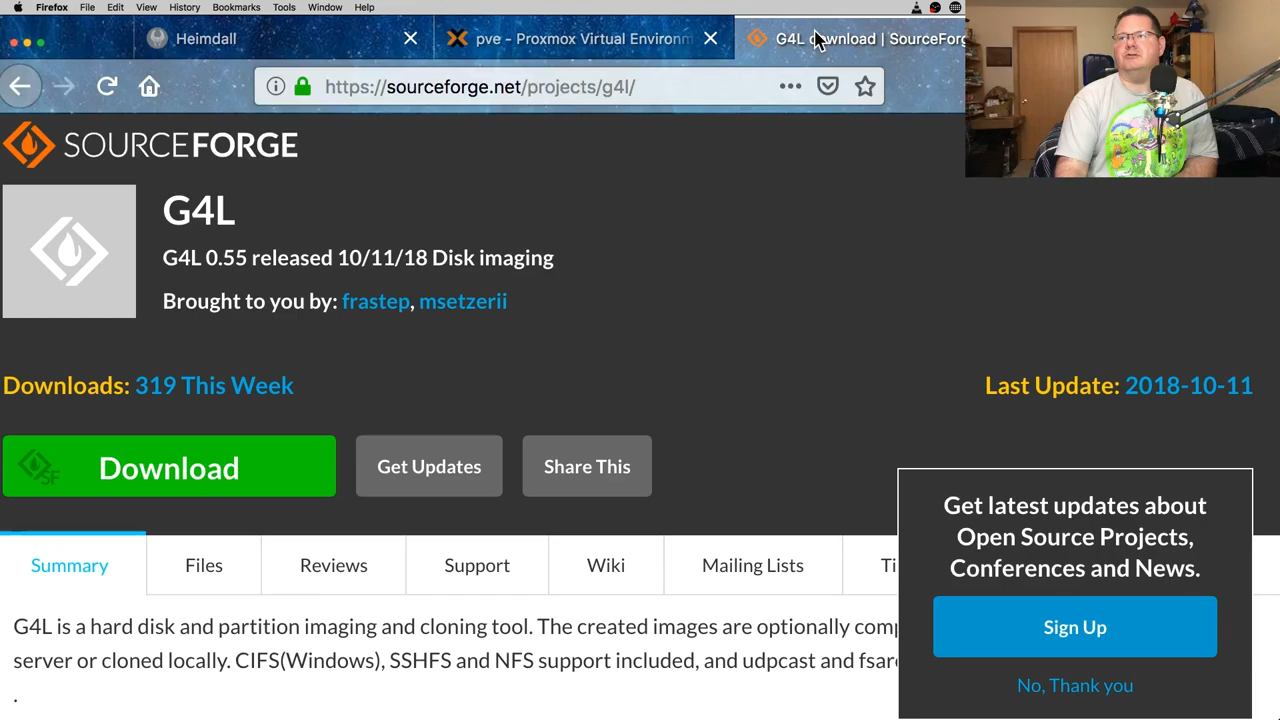 Firefox File Edit View History Bookmarks Tools Window Help
Heimdall
pve - Proxmox Virtual Environm
G4L download | SourceForg
https://sourceforge.net/projects/g4l/
SOURCEFORGE
G4L
G4L 0.55 released 10/11/18 Disk imaging
Brought to you by: frastep, msetzerii
Downloads: 319 This Week
Last Update: 2018-10-11
Download
SF
Get Updates
Share This
Summary
Files
Reviews
Support
Wiki
Mailing Lists
Ti
G4L is a hard disk and partition imaging and cloning tool. The created images are optionally comp
server or cloned locally. CIFS(Windows), SSHFS and NFS support included, and udpcast and fsar
.
Get latest updates about
Open Source Projects,
Conferences and News.
Sign Up
No, Thank you